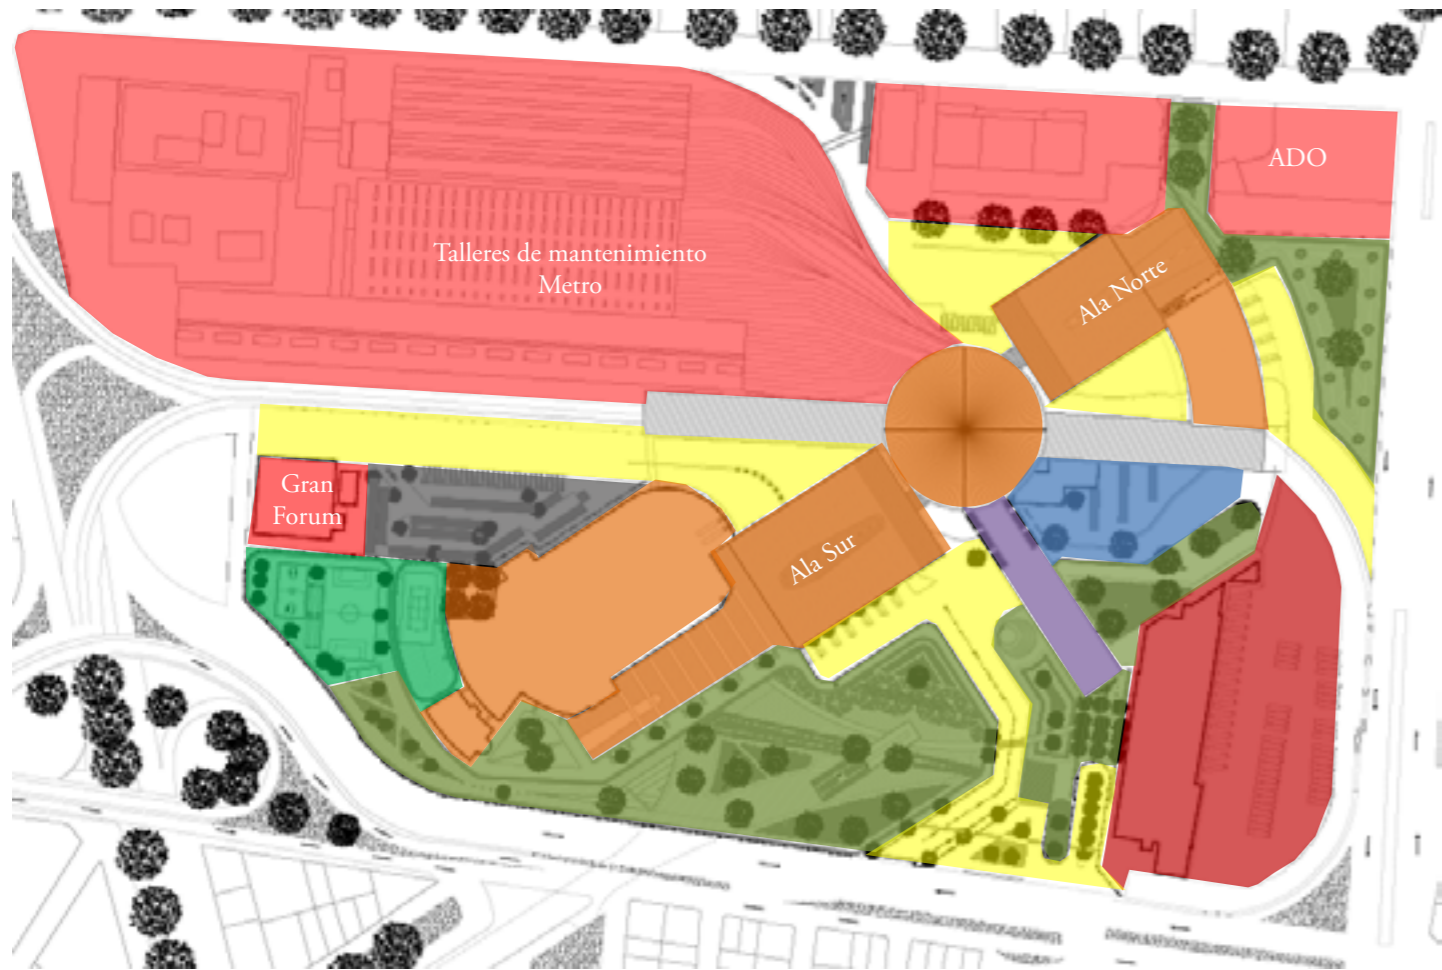 ADO
Talleres de mantenimiento
Metro
Ala Norte
Gran
Forum
Ala Sur